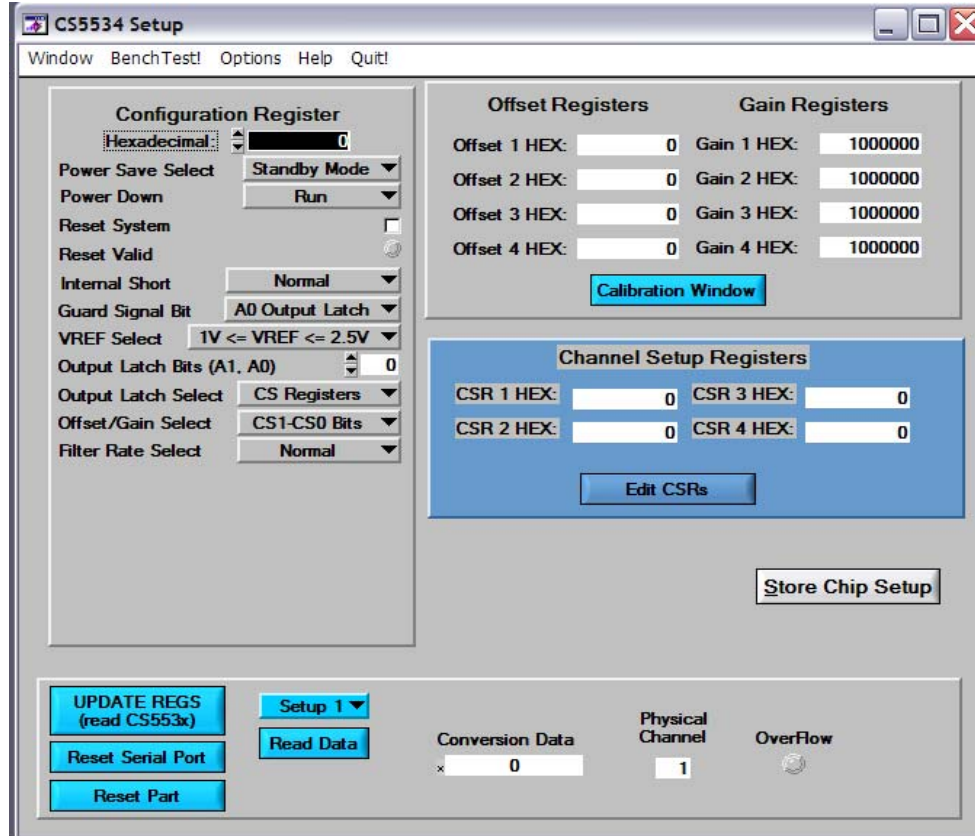 CS5534 Setup
Window BenchTest! Options Help Quit!
Configuration Register
Hexadecimal: 0
Power Save Select Standby Mode
Power Down Run
Reset System
Reset Valid
Internal Short Normal
Guard Signal Bit A0 Output Latch
VREF Select 1V <= VREF <= 2.5V
Output Latch Bits (A1, A0) 0
Output Latch Select CS Registers
Offset/Gain Select CS1-CS0 Bits
Filter Rate Select Normal
Offset Registers Gain Registers
Offset 1 HEX: 0 Gain 1 HEX: 1000000
Offset 2 HEX: 0 Gain 2 HEX: 1000000
Offset 3 HEX: 0 Gain 3 HEX: 1000000
Offset 4 HEX: 0 Gain 4 HEX: 1000000
Calibration Window
Channel Setup Registers
CSR 1 HEX: 0 CSR 3 HEX: 0
CSR 2 HEX: 0 CSR 4 HEX: 0
Edit CSRs
Store Chip Setup
UPDATE REGS
(read CS553x)
Reset Serial Port
Reset Part
Setup 1
Read Data
Conversion Data
x 0
Physical
Channel
1
OverFlow